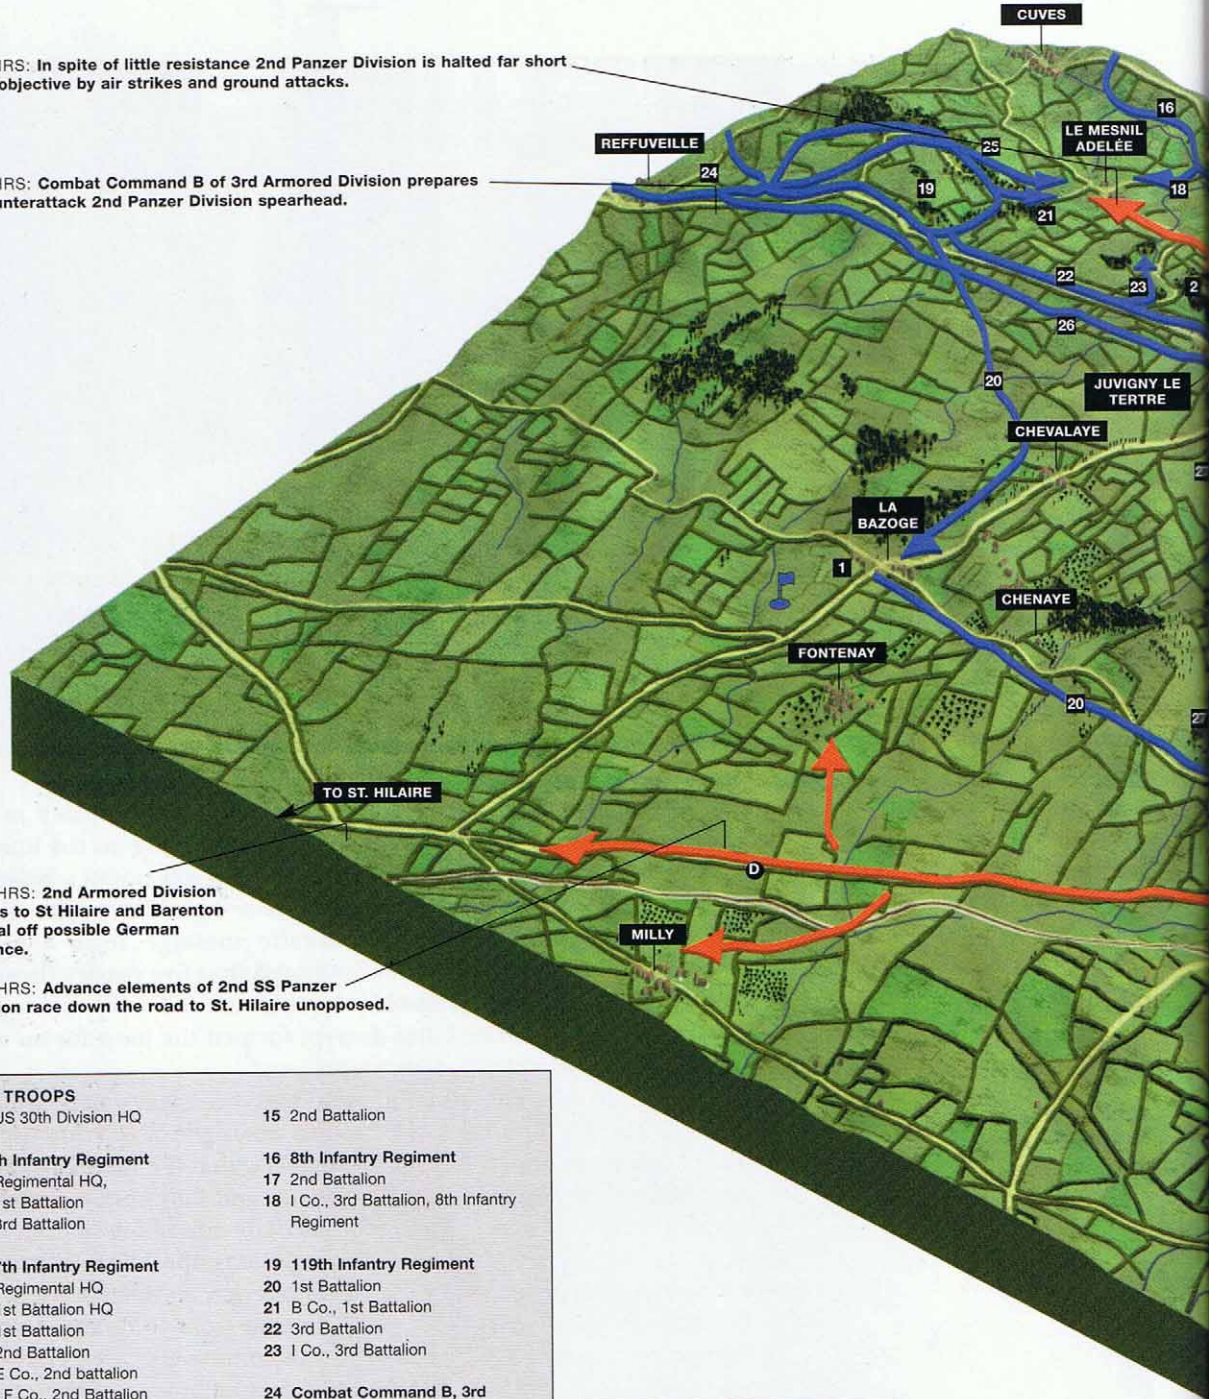 CUVES
HRS: In spite of little resistance 2nd Panzer Division is halted far short
objective by air strikes and ground attacks.
16
LE MESNIL
ADELÉE
REFFUVEILLE
25
24
HRS: Combat Command B of 3rd Armored Division prepares
unterattack 2nd Panzer Division spearhead.
19
18
21
22
23
2
26
20
JUVIGNY LE
TERTRE
CHEVALAYE
27
LA
BAZOGE
1
CHENAYE
FONTENAY
20
27
TO ST. HILAIRE
D
HRS: 2nd Armored Division
s to St Hilaire and Barenton
al off possible German
nce.
MILLY
HRS: Advance elements of 2nd SS Panzer
on race down the road to St. Hilaire unopposed.
TROOPS
US 30th Division HQ
h Infantry Regiment
Regimental HQ,
st Battalion
3rd Battalion
7th Infantry Regiment
Regimental HQ
1st Battalion HQ
1st Battalion
2nd Battalion
E Co., 2nd battalion
F Co., 2nd Battalion
15 2nd Battalion
16 8th Infantry Regiment
17 2nd Battalion
18 I Co., 3rd Battalion, 8th Infantry
Regiment
19 119th Infantry Regiment
20 1st Battalion
21 B Co., 1st Battalion
22 3rd Battalion
23 I Co., 3rd Battalion
24 Combat Command B, 3rd